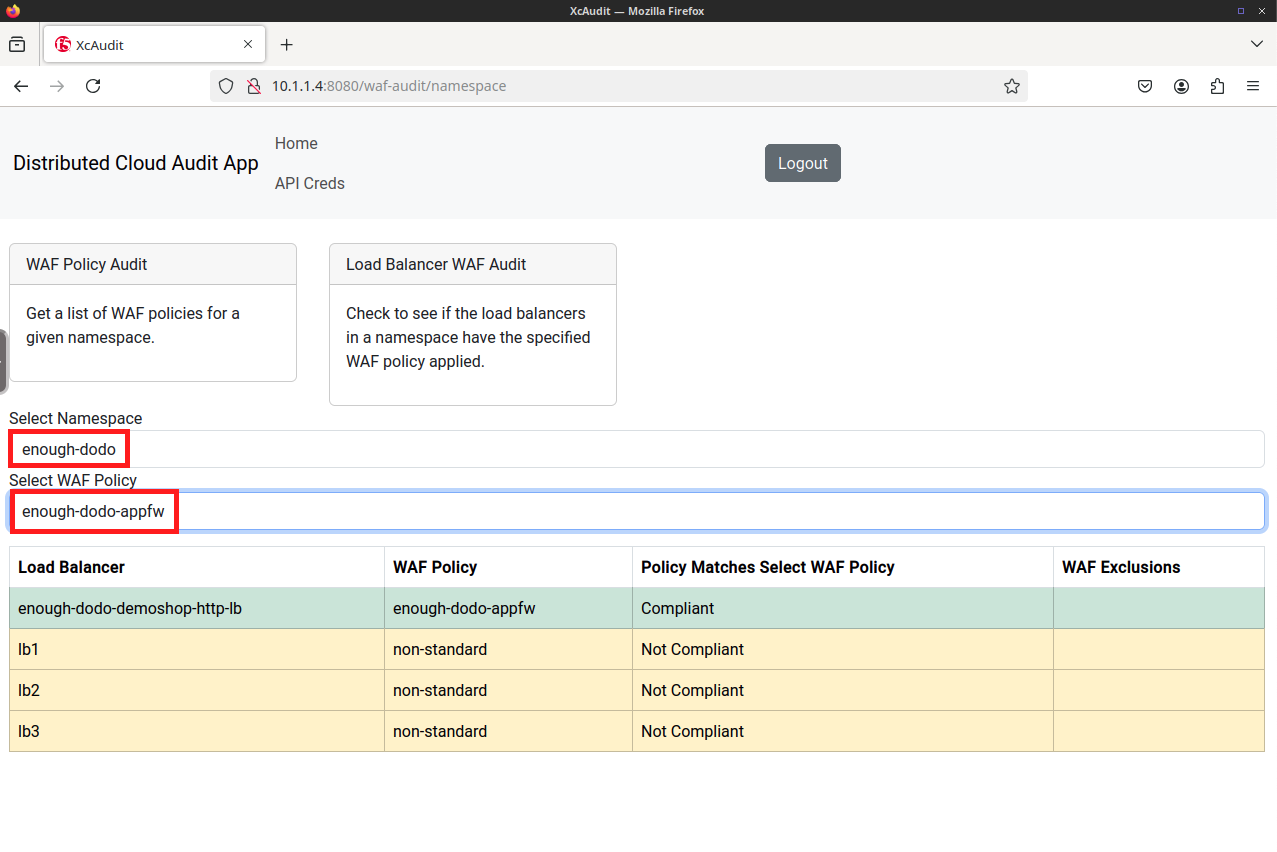 XcAudit — Mozilla Firefox
XcAudit
10.1.1.4:8080/waf-audit/namespace
Distributed Cloud Audit App
Home
API Creds
Logout
WAF Policy Audit
Get a list of WAF policies for a
given namespace.
Load Balancer WAF Audit
Check to see if the load balancers
in a namespace have the specified
WAF policy applied.
Select Namespace
enough-dodo
Select WAF Policy
enough-dodo-appfw
Load Balancer WAF Policy Policy Matches Select WAF Policy WAF Exclusions
enough-dodo-demoshop-http-lb enough-dodo-appfw Compliant
lb1 non-standard Not Compliant
lb2 non-standard Not Compliant
lb3 non-standard Not Compliant